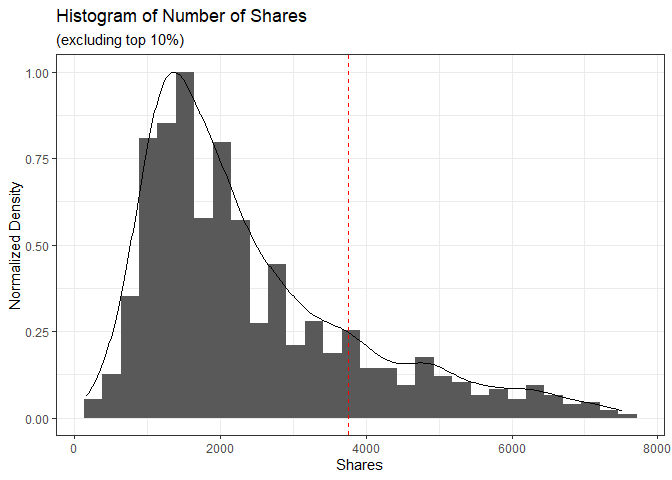 Histogram of Number of Shares
(excluding top 10%)
Normalized Density
1.00
0.75
0.50
0.25
0.00
0
2000
4000
6000
8000
Shares